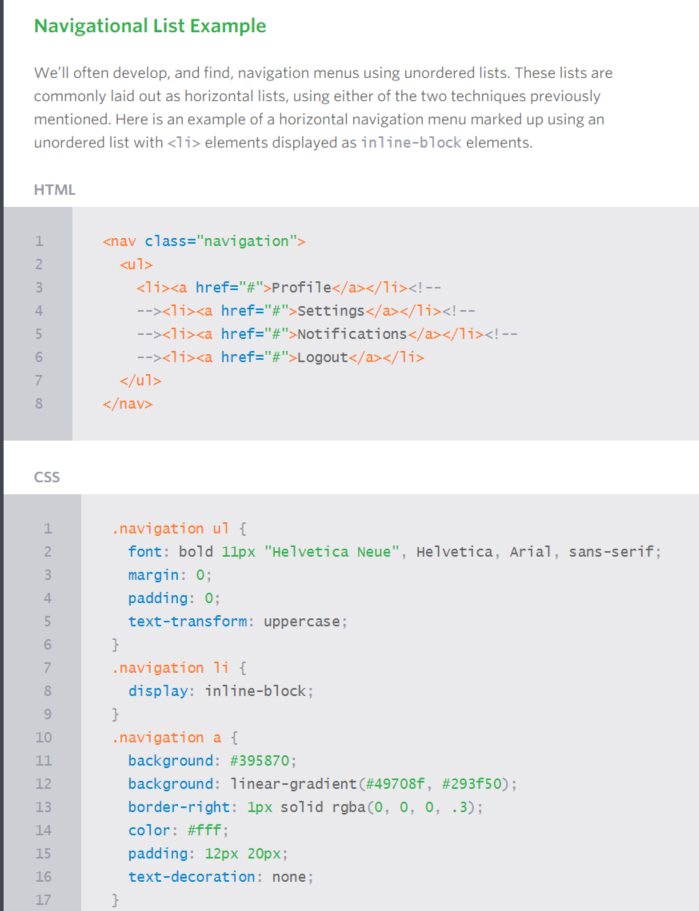 Navigational List Example
We'll often develop, and find, navigation menus using unordered lists. These lists are
commonly laid out as horizontal lists, using either of the two techniques previously
mentioned. Here is an example of a horizontal navigation menu marked up using an
unordered list with <li> elements displayed as inline-block elements.
HTML
1 <nav class="navigation">
2   <ul>
3     <li><a href="#">Profile</a></li><!--
4     --><li><a href="#">Settings</a></li><!--
5     --><li><a href="#">Notifications</a></li><!--
6     --><li><a href="#">Logout</a></li>
7   </ul>
8 </nav>
CSS
1 .navigation ul {
2   font: bold 11px "Helvetica Neue", Helvetica, Arial, sans-serif;
3   margin: 0;
4   padding: 0;
5   text-transform: uppercase;
6 }
7 .navigation li {
8   display: inline-block;
9 }
10 .navigation a {
11   background: #395870;
12   background: linear-gradient(#49708f, #293f50);
13   border-right: 1px solid rgba(0, 0, 0, .3);
14   color: #fff;
15   padding: 12px 20px;
16   text-decoration: none;
17 }